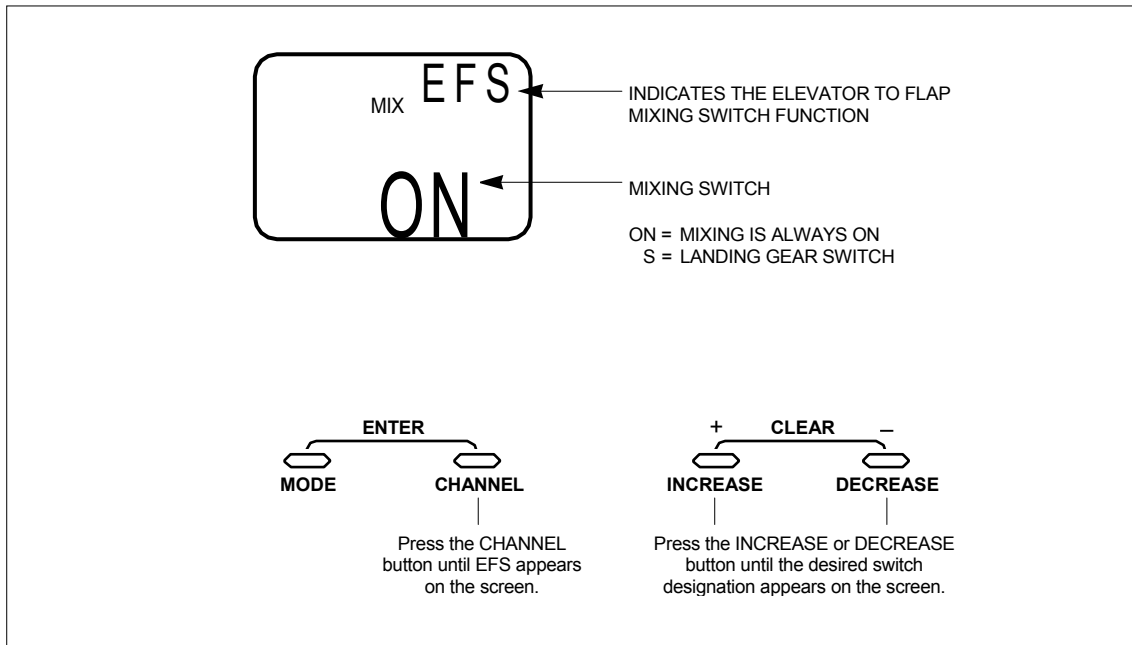 EFS
MIX
INDICATES THE ELEVATOR TO FLAP
MIXING SWITCH FUNCTION
ON
MIXING SWITCH
ON = MIXING IS ALWAYS ON
S = LANDING GEAR SWITCH
ENTER
MODE
CHANNEL
Press the CHANNEL
button until EFS appears
on the screen.
+ CLEAR –
INCREASE
DECREASE
Press the INCREASE or DECREASE
button until the desired switch
designation appears on the screen.